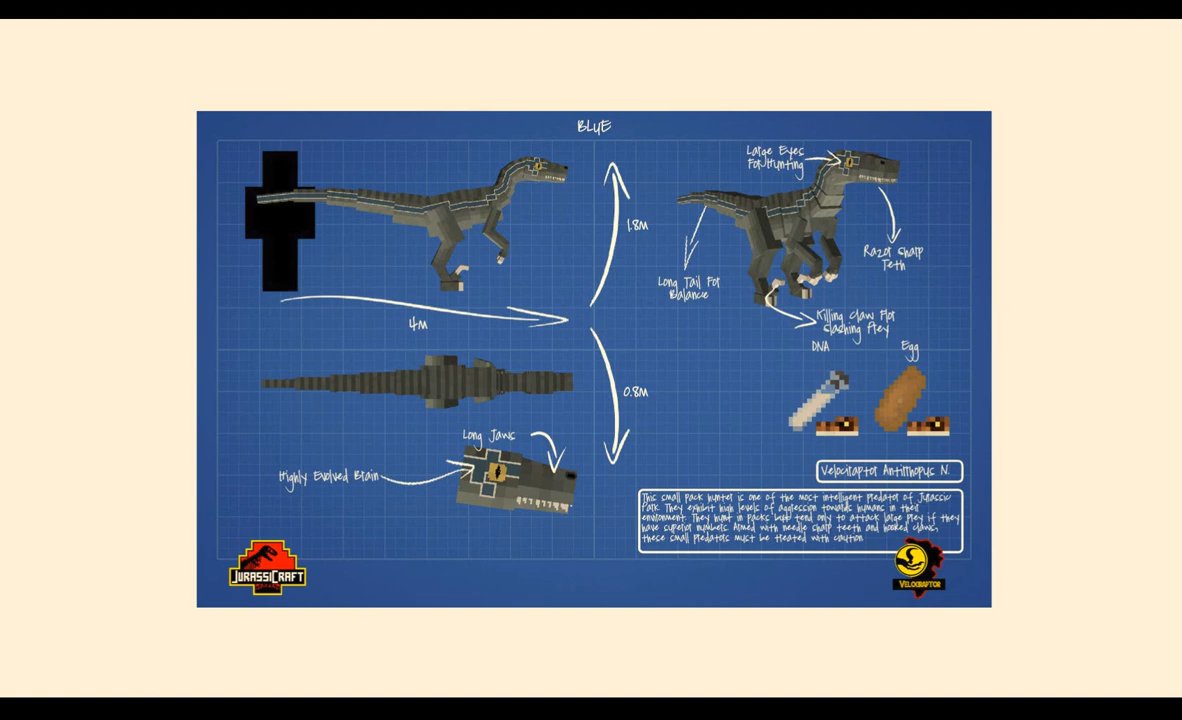 BLUE
1.8M
4M
0.8M
Large Eyes
For Hunting
Razor Sharp
Teth
Long Tail For
Balance
Killing Claw For
Slashing Prey
DNA
Egg
Long Jaws
Highly Evolved Brain
Velociraptor Antirrhopus N.
This small pack hunter is one of the most intelligent predator of Jurassic
Park. They exhibit high levels of aggression towards humans in their
environment. They hunt in packs but tend only to attack large prey if they
have superior numbers. Armed with needle sharp teeth and hooked claws,
these small predators must be treated with caution
JURASSICRAFT
VELOCIRAPTOR